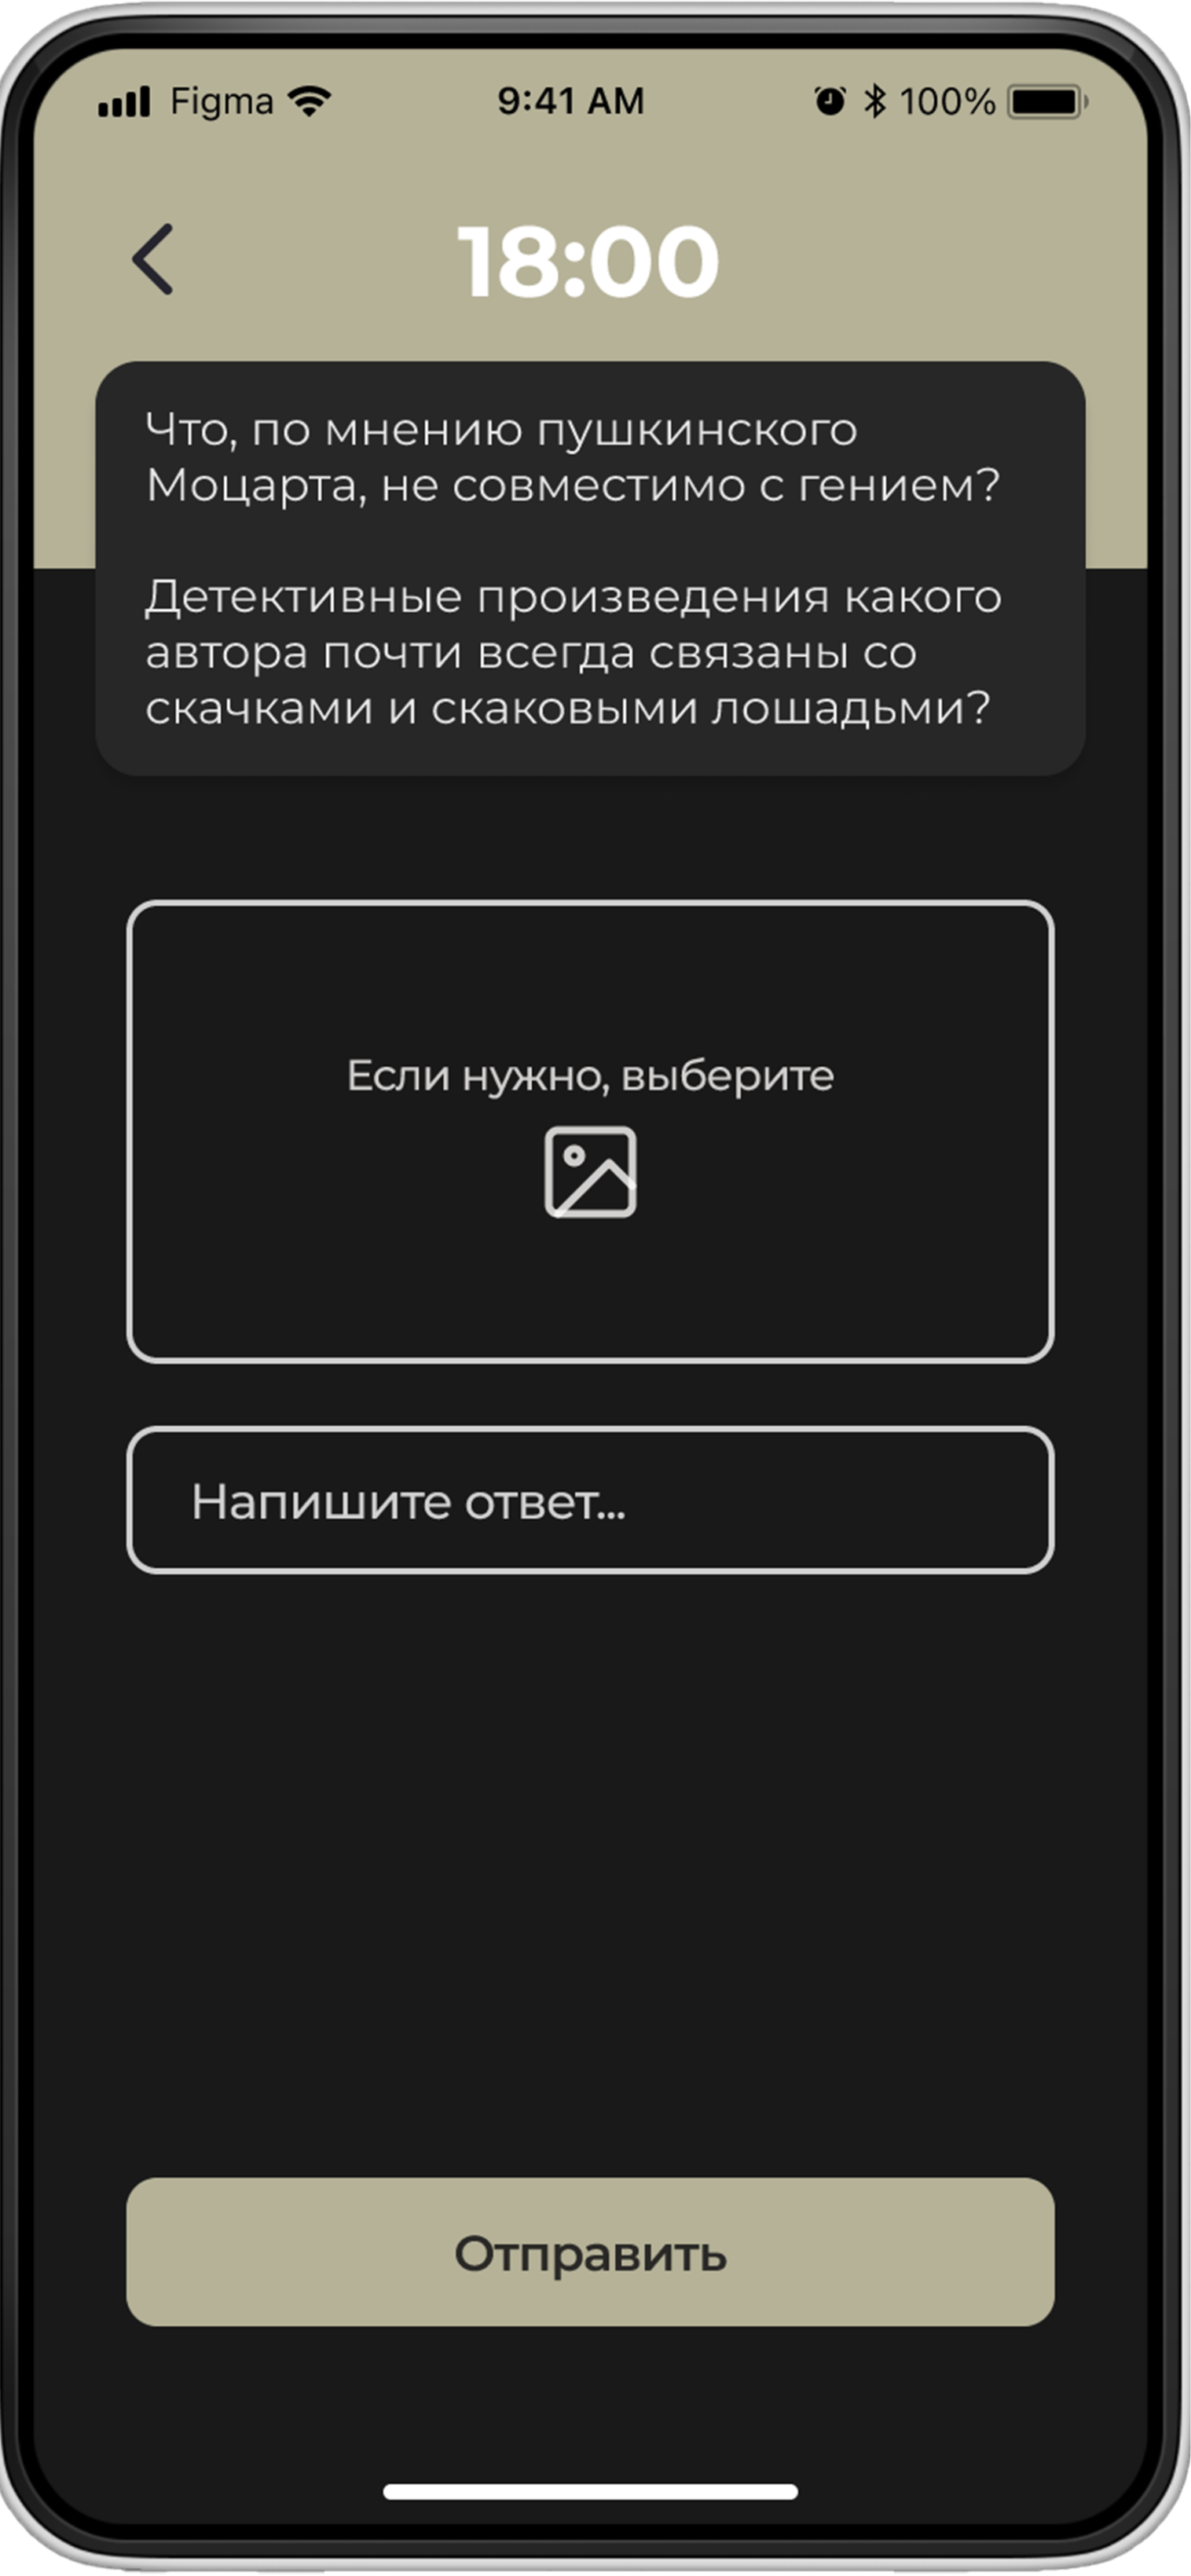 Figma 9:41 AM 100%
18:00
Что, по мнению пушкинского
Моцарта, не совместимо с гением?
Детективные произведения какого
автора почти всегда связаны со
скачками и скаковыми лошадьми?
Если нужно, выберите
Напишите ответ...
Отправить